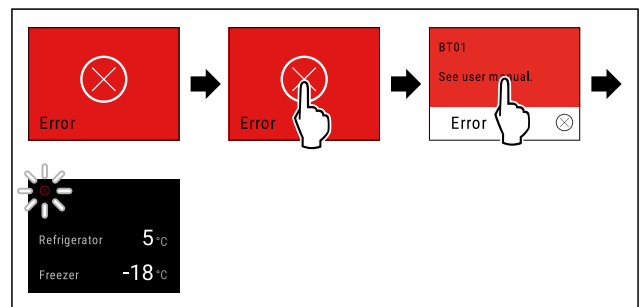 Error
Error
BT01
See user manual.
Error
Refrigerator 5 °C
Freezer -18 °C